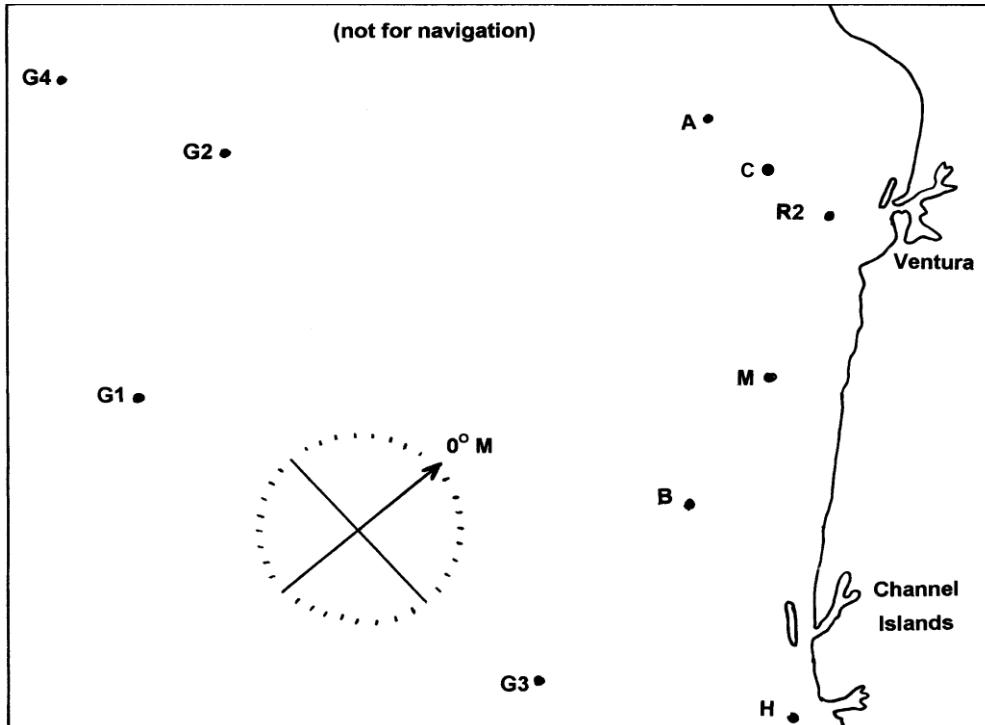 (not for navigation)
G4
A
G2
C
R2
Ventura
M
G1
0° M
B
Channel
Islands
G3
H